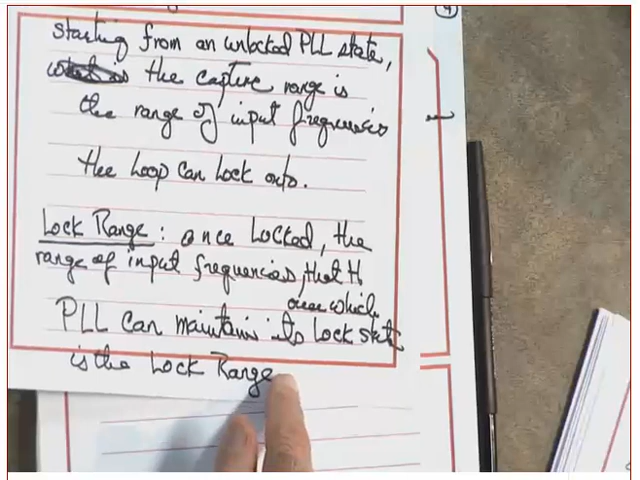 4
starting from an unlocked PLL state,
the capture range is
the range of input frequencies
the Loop can Lock onto.
Lock Range: once Locked, the
range of input frequencies, that th
over which
PLL can maintain its Lock state
is the Lock Range